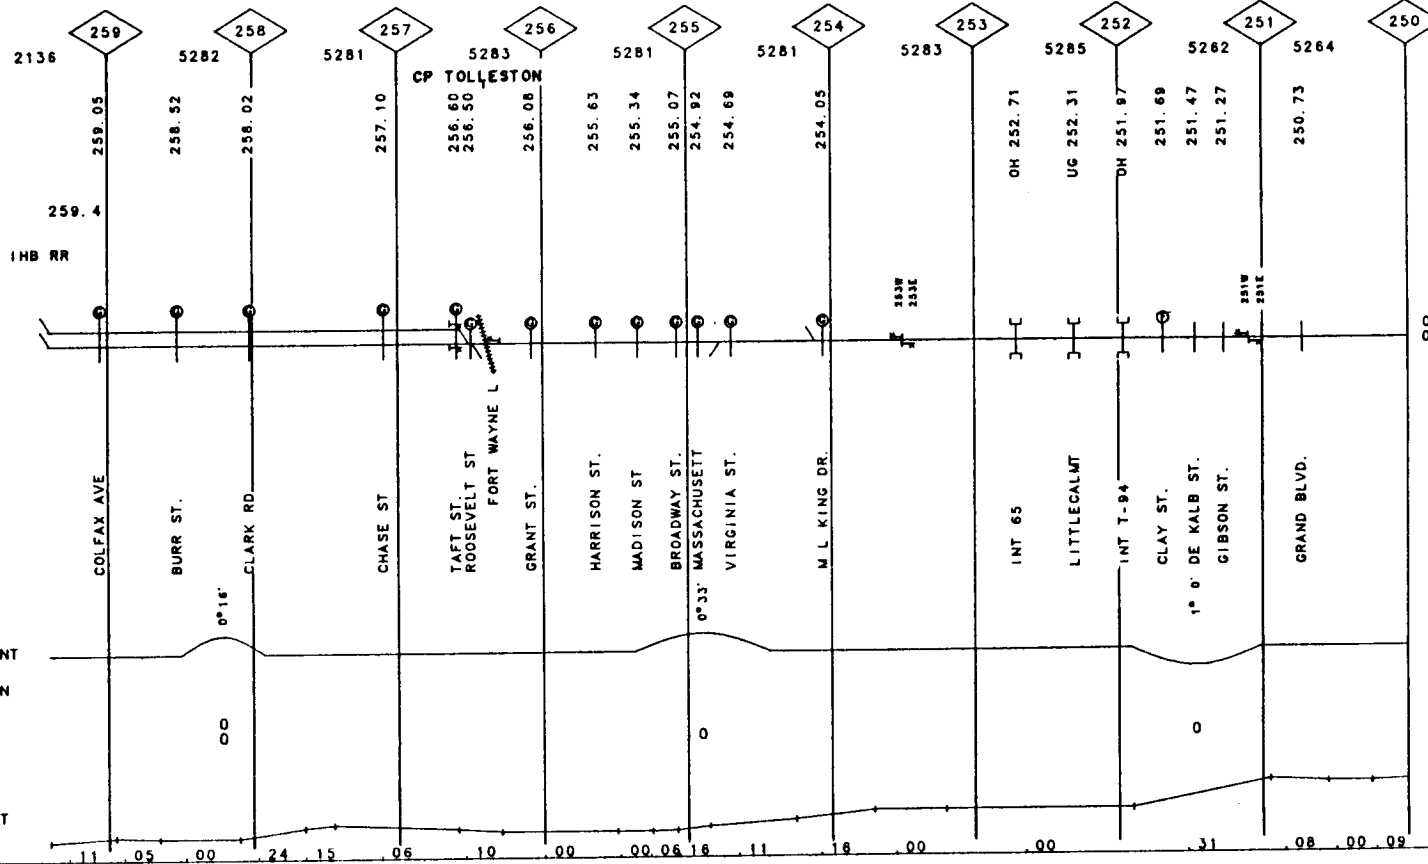 259 258 257 256 255 254 253 252 251 250
2136 5282 5281 5283 5281 5281 5283 5285 5262 5264
CP TOLLESTON
259.05
258.52
258.02
257.10
256.60
256.50
256.08
255.63
255.34
255.07
254.92
254.69
254.05
OH 252.71
UG 252.31
OH 251.97
251.69
251.47
251.27
250.73
259.4
IHB RR
253W
253E
251W
251E
G G G G G G G G G G G G G
FORT WAYNE L
COLFAX AVE
BURR ST.
CLARK RD
CHASE ST
TAFT ST.
ROOSEVELT ST
GRANT ST.
HARRISON ST.
MADISON ST
BROADWAY ST.
MASSACHUSETT
VIRGINIA ST.
M L KING DR.
INT 65
LITTLECALMT
INT T-94
CLAY ST.
DE KALB ST.
GIBSON ST.
GRAND BLVD.
0°16'
0°33'
1° 0'
NT
N
0
0
0
0
T
.11 .05 .00 .24 .15 .06 .10 .00 .00 .06 .16 .11 .16 .00 .00 .31 .08 .00 .09